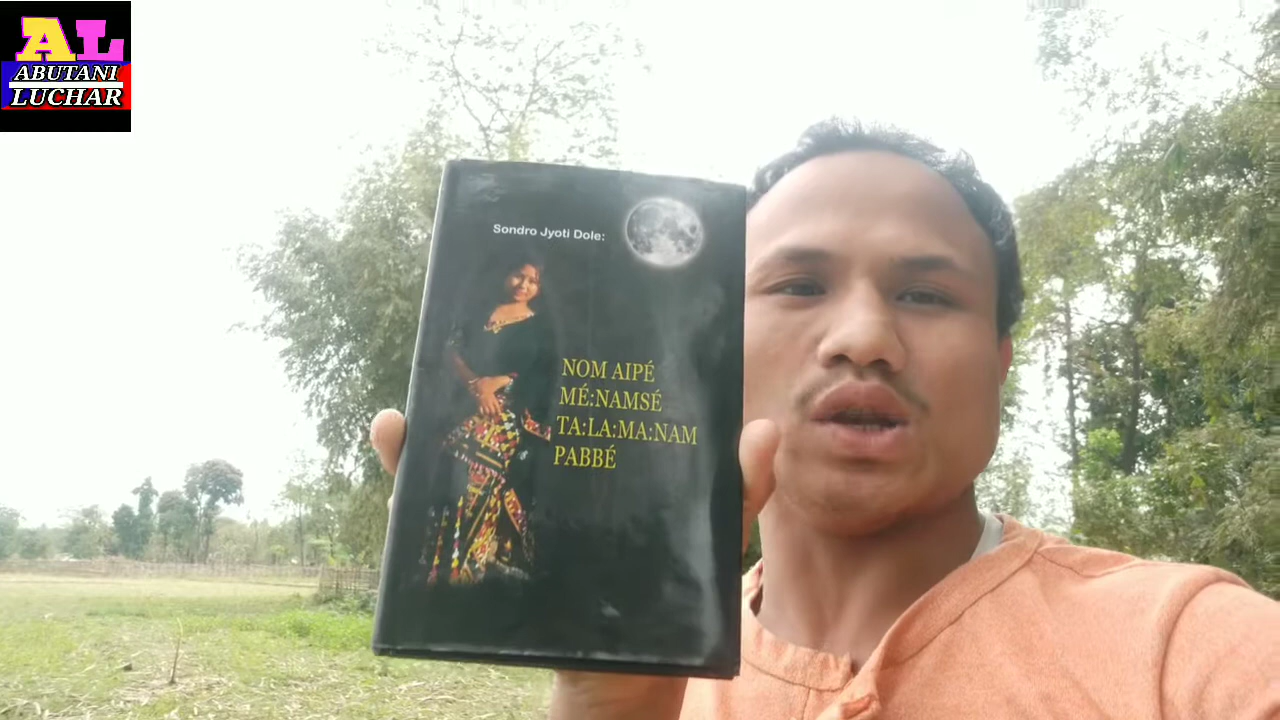 AL
ABUTANI
LUCHAR
Sondro Jyoti Dole:
NOM AIPÉ
MÉ:NAMSÉ
TA:LA:MA:NAM
PABBÉ